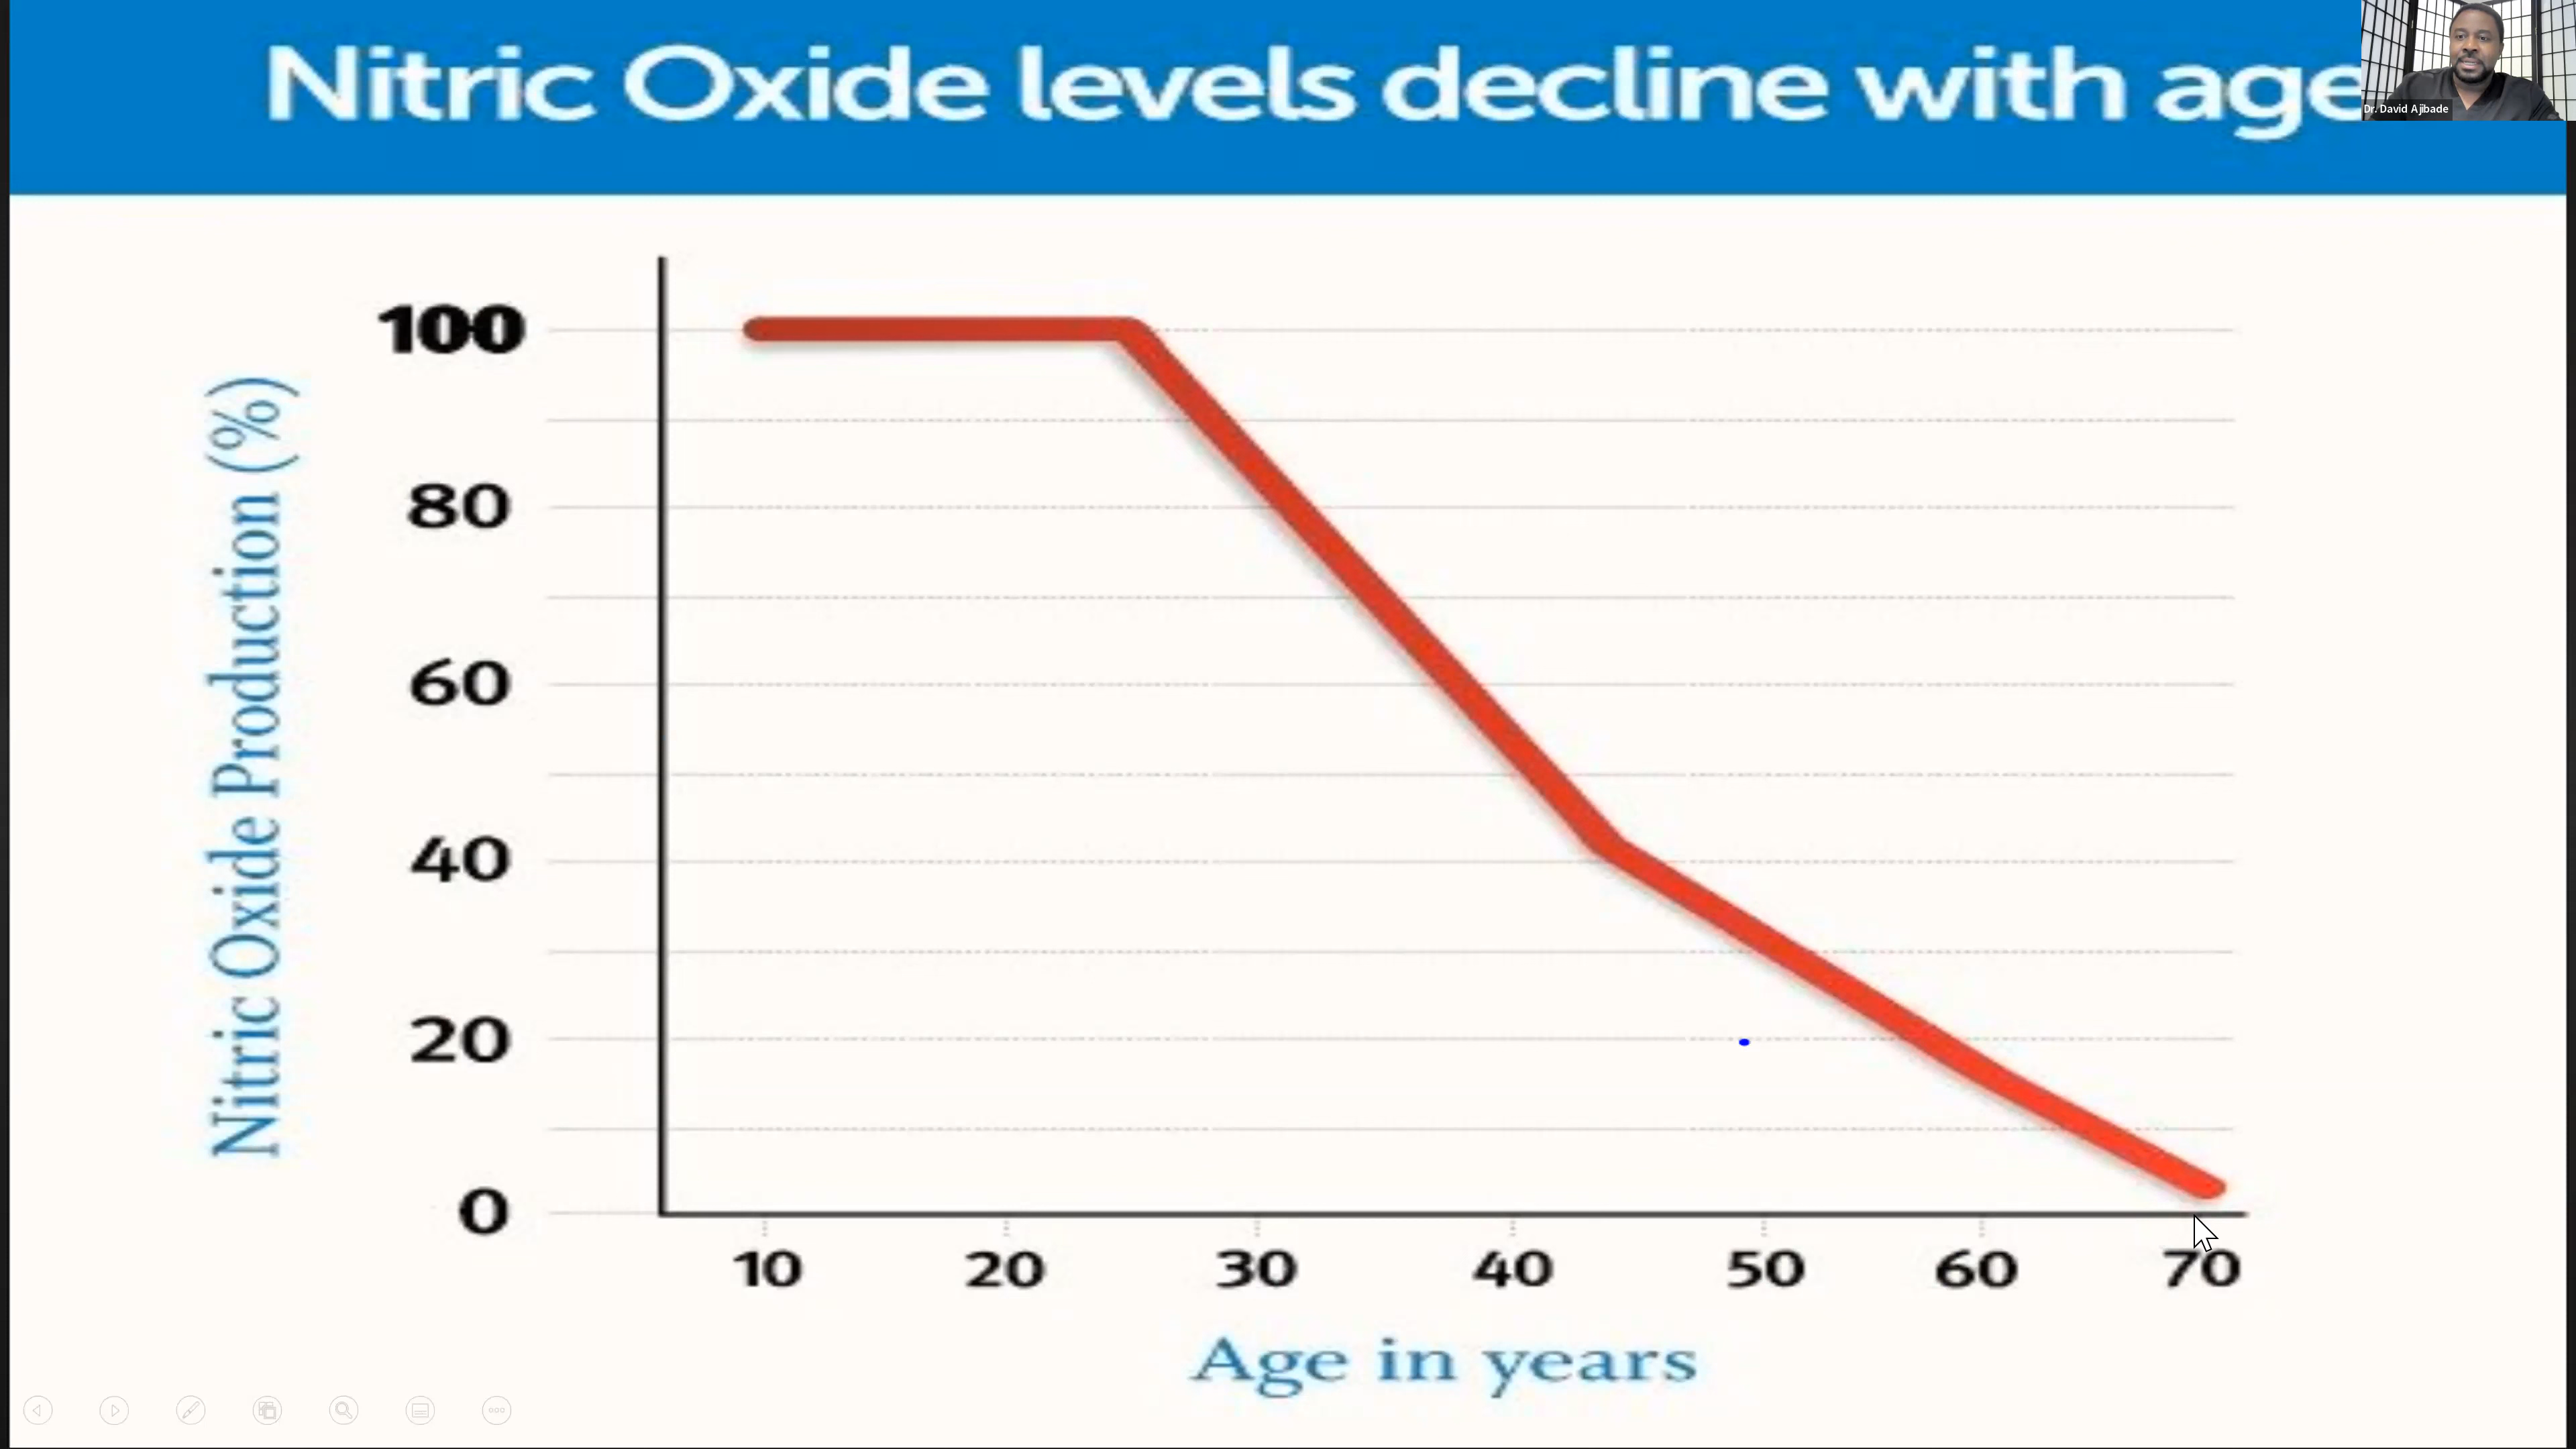 Nitric Oxide levels decline with age
Dr. David Ajibade
Nitric Oxide Production (%)
100
80
60
40
20
0
10 20 30 40 50 60 70
Age in years